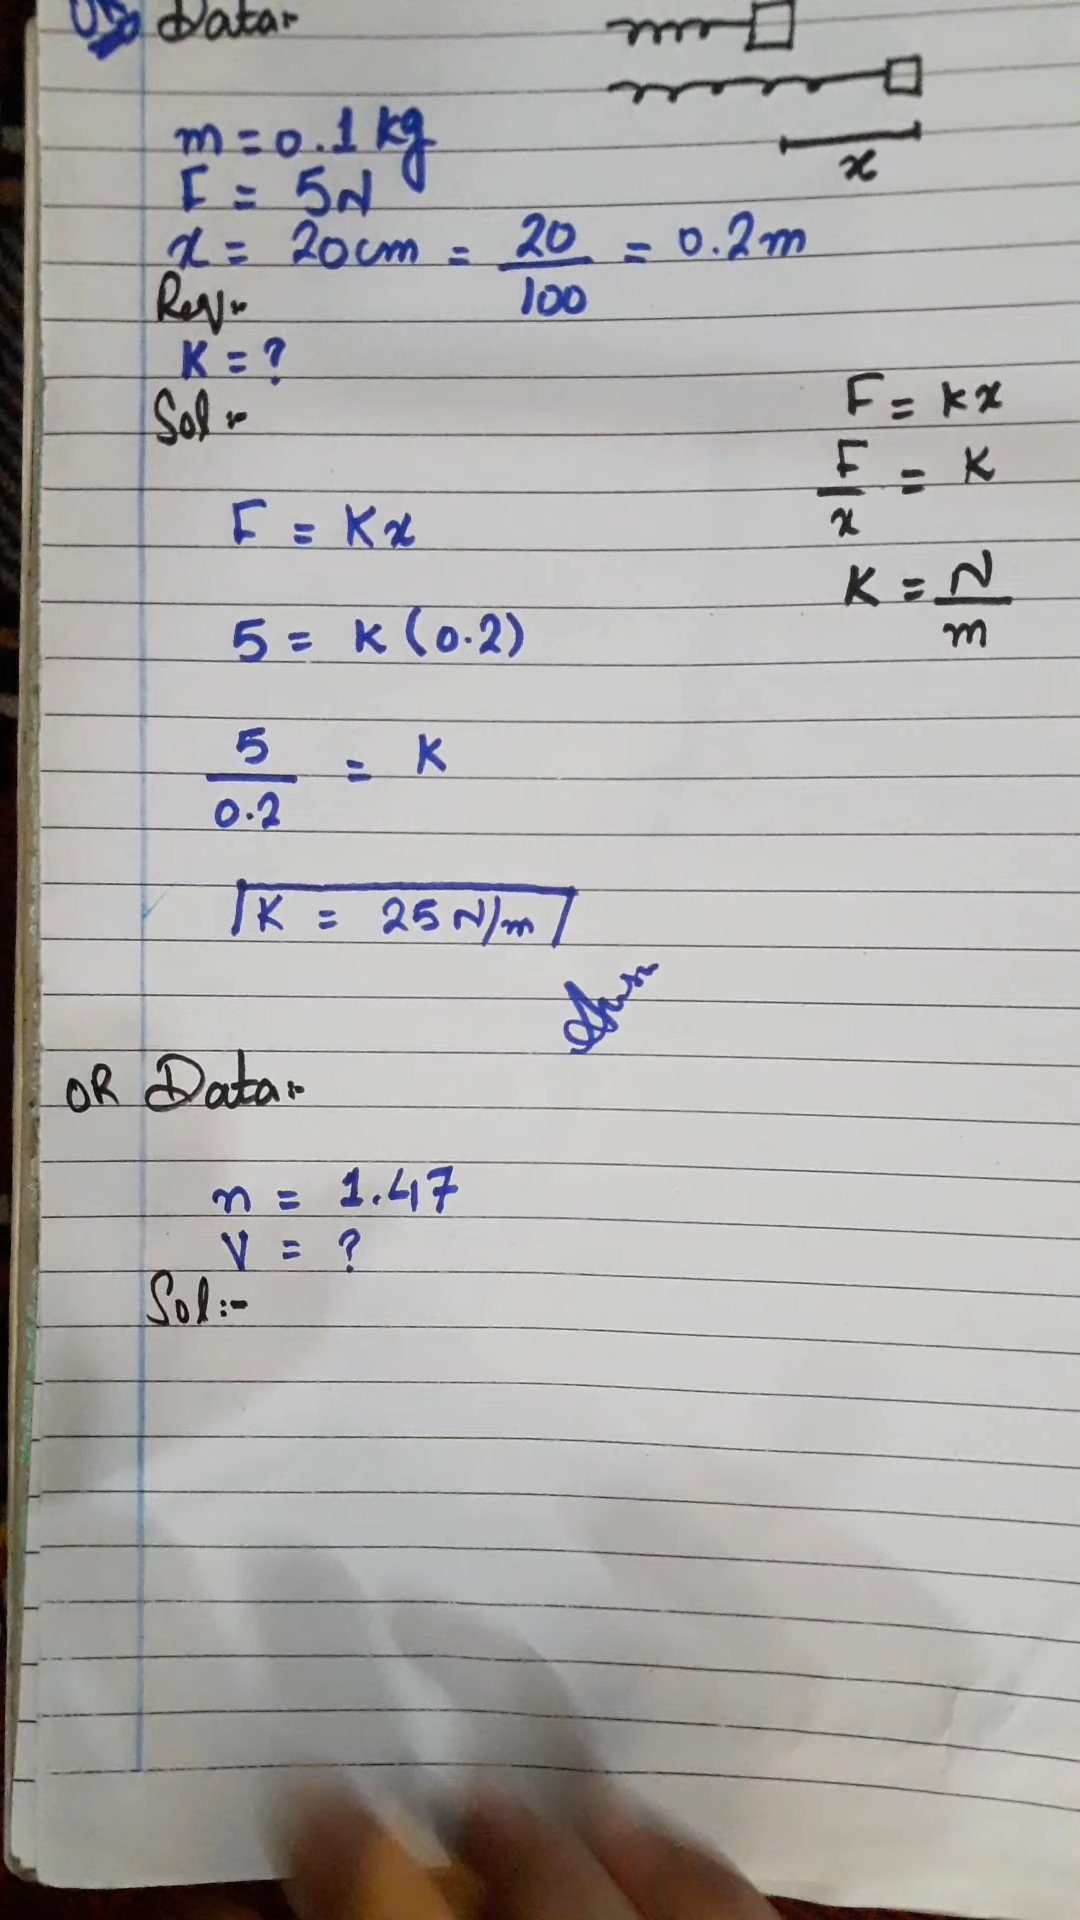 Data:-
x
m = 0.1 kg
F = 5N
x = 20cm = 20/100 = 0.2m
Req:-
K = ?
Sol:-
F = Kx
F/x = K
K = N/m
F = Kx
5 = K (0.2)
5/0.2 = K
K = 25 N/m
Ans
OR Data:-
n = 1.47
V = ?
Sol:-